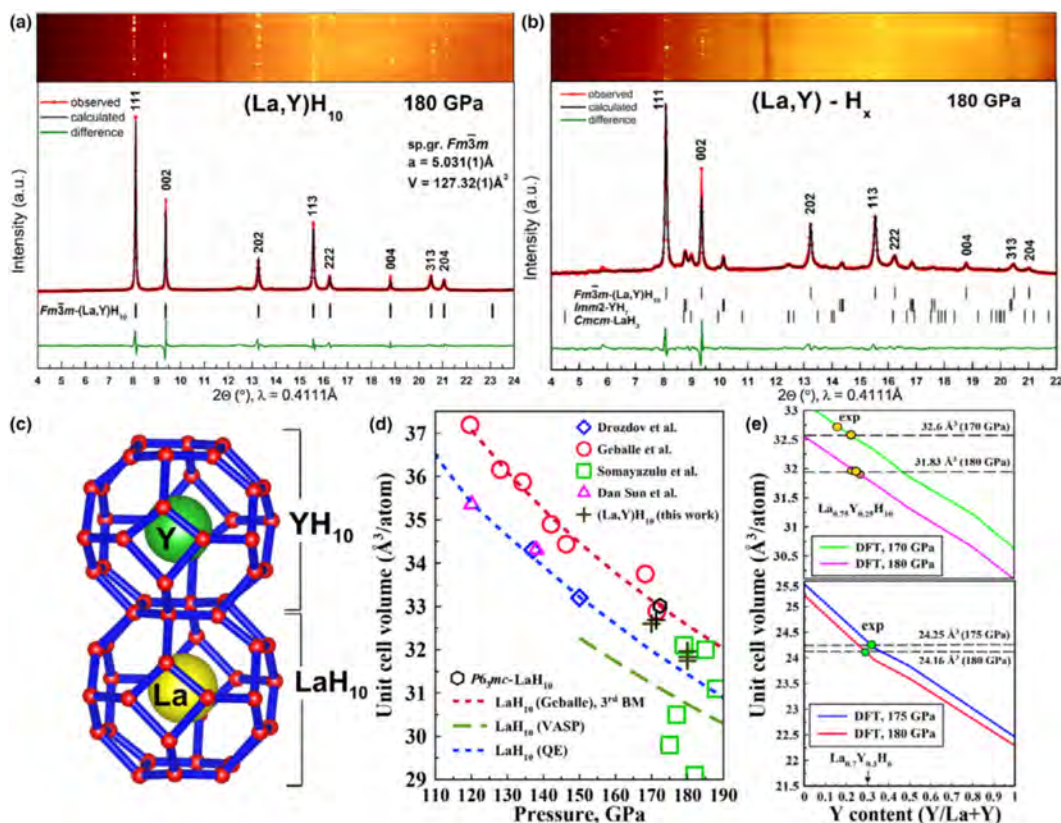 (a)
observed
calculated
difference
(La,Y)H10
180 GPa
sp.gr. Fm3̄m
a = 5.031(1)Å
V = 127.32(1)Å³
111
002
202
113
222
004
313
204
Intensity (a.u.)
Fm3̄m-(La,Y)H10
4 5 6 7 8 9 10 11 12 13 14 15 16 17 18 19 20 21 22 23 24
2Θ (°), λ = 0.4111Å
(b)
observed
calculated
difference
(La,Y) - Hx
180 GPa
111
002
202
113
222
004
313
204
Intensity (a.u.)
Fm3̄m-(La,Y)H10
Imm2-YH7
Cmcm-LaH3
4 5 6 7 8 9 10 11 12 13 14 15 16 17 18 19 20 21 22
2Θ (°), λ = 0.4111Å
(c)
Y
YH10
La
LaH10
(d)
Unit cell volume (Å³/atom)
37
36
35
34
33
32
31
30
29
Drozdov et al.
Geballe et al.
Somayazulu et al.
Dan Sun et al.
(La,Y)H10 (this work)
P63mc-LaH10
LaH10 (Geballe), 3rd BM
LaH10 (VASP)
LaH10 (QE)
110 120 130 140 150 160 170 180 190
Pressure, GPa
(e)
Unit cell volume (Å³/atom)
33
32.5
32
31.5
31
30.5
exp
32.6 Å³ (170 GPa)
31.83 Å³ (180 GPa)
La0.75Y0.25H10
DFT, 170 GPa
DFT, 180 GPa
25.5
25
24.5
24
23.5
23
22.5
22
21.5
exp
24.25 Å³ (175 GPa)
24.16 Å³ (180 GPa)
DFT, 175 GPa
DFT, 180 GPa
La0.7Y0.3H6
0 0.1 0.2 0.3 0.4 0.5 0.6 0.7 0.8 0.9 1
Y content (Y/La+Y)